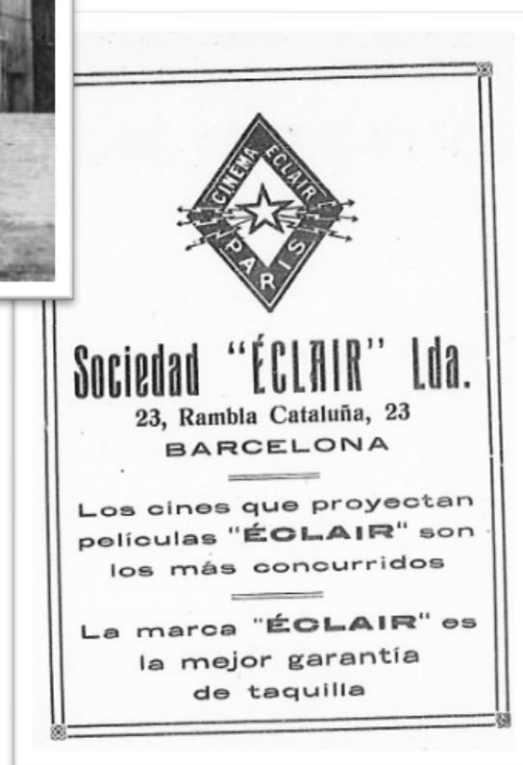 CINÉMA ECLAIR
PARIS
Sociedad "ÉCLAIR" Lda.
23, Rambla Cataluña, 23
BARCELONA
Los cines que proyectan
películas "ÉCLAIR" son
los más concurridos
La marca "ÉCLAIR" es
la mejor garantía
de taquilla